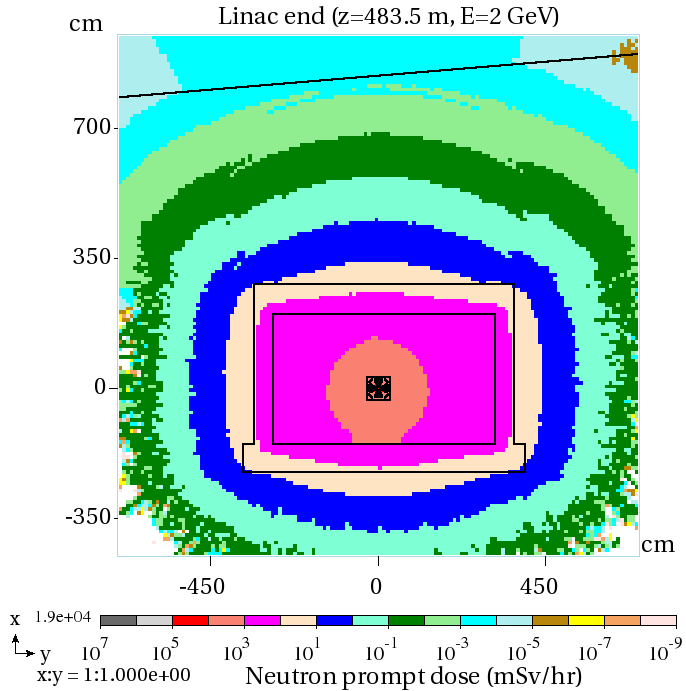 Linac end (z=483.5 m, E=2 GeV)
cm
700
350
0
-350
cm
-450 0 450
x 1.9e+04
y 10^7 10^5 10^3 10^1 10^-1 10^-3 10^-5 10^-7 10^-9
x:y = 1:1.000e+00 Neutron prompt dose (mSv/hr)